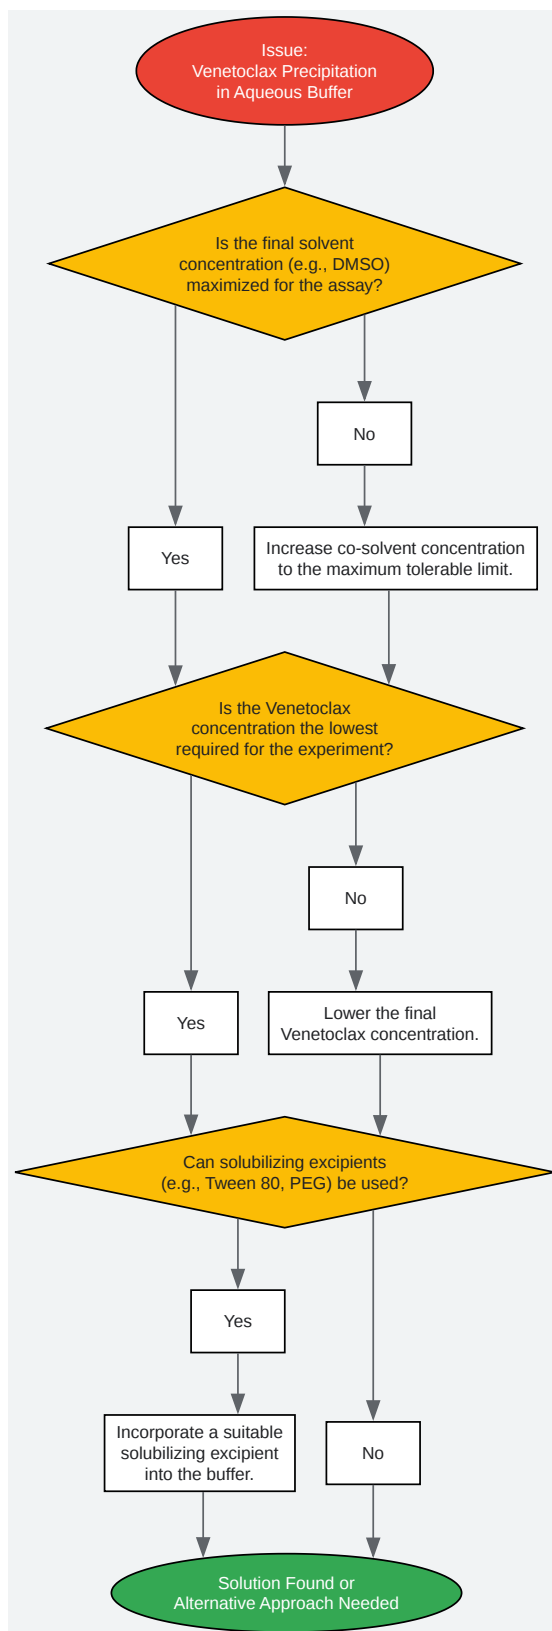 Issue:
Venetoclax Precipitation
in Aqueous Buffer
Is the final solvent
concentration (e.g., DMSO)
maximized for the assay?
No
Yes
Increase co-solvent concentration
to the maximum tolerable limit.
Is the Venetoclax
concentration the lowest
required for the experiment?
No
Yes
Lower the final
Venetoclax concentration.
Can solubilizing excipients
(e.g., Tween 80, PEG) be used?
Yes
Incorporate a suitable
solubilizing excipient
into the buffer.
No
Solution Found or
Alternative Approach Needed